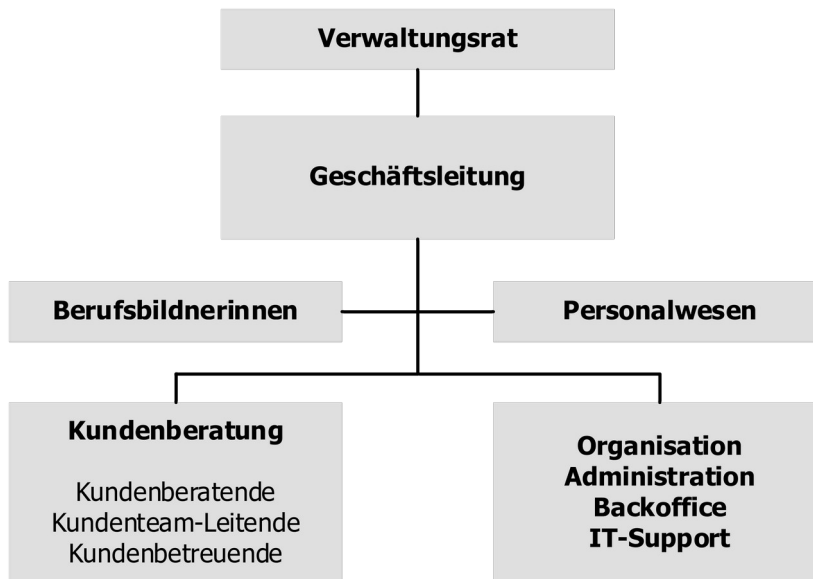 Verwaltungsrat
Geschäftsleitung
Berufsbildnerinnen
Personalwesen
Kundenberatung
Kundenberatende
Kundenteam-Leitende
Kundenbetreuende
Organisation
Administration
Backoffice
IT-Support